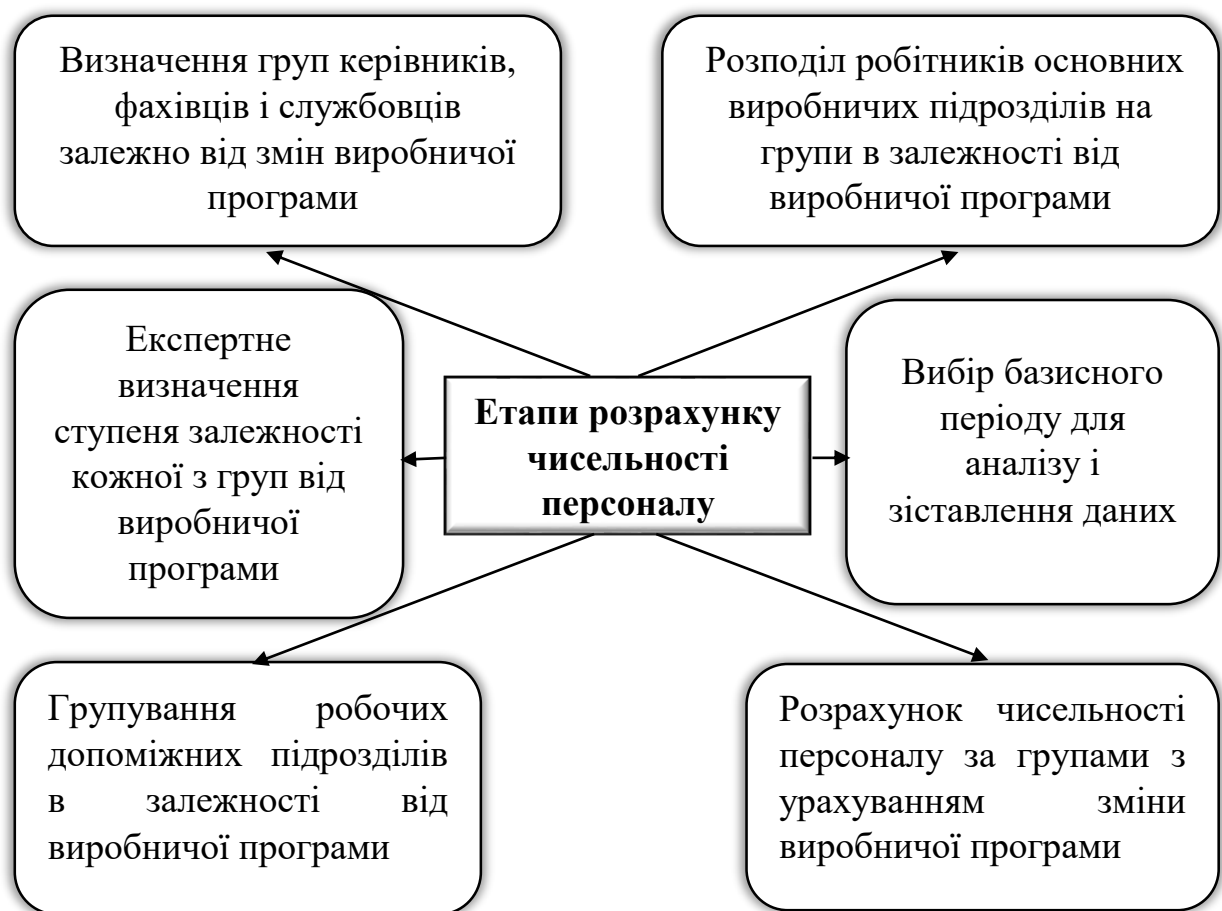 Визначення груп керівників,
фахівців і службовців
залежно від змін виробничої
програми
Розподіл робітників основних
виробничих підрозділів на
групи в залежності від
виробничої програми
Експертне
визначення
ступеня залежності
кожної з груп від
виробничої
програми
Етапи розрахунку
чисельності
персоналу
Вибір базисного
періоду для
аналізу і
зіставлення даних
Групування робочих
допоміжних підрозділів
в залежності від
виробничої програми
Розрахунок чисельності
персоналу за групами з
урахуванням зміни
виробничої програми